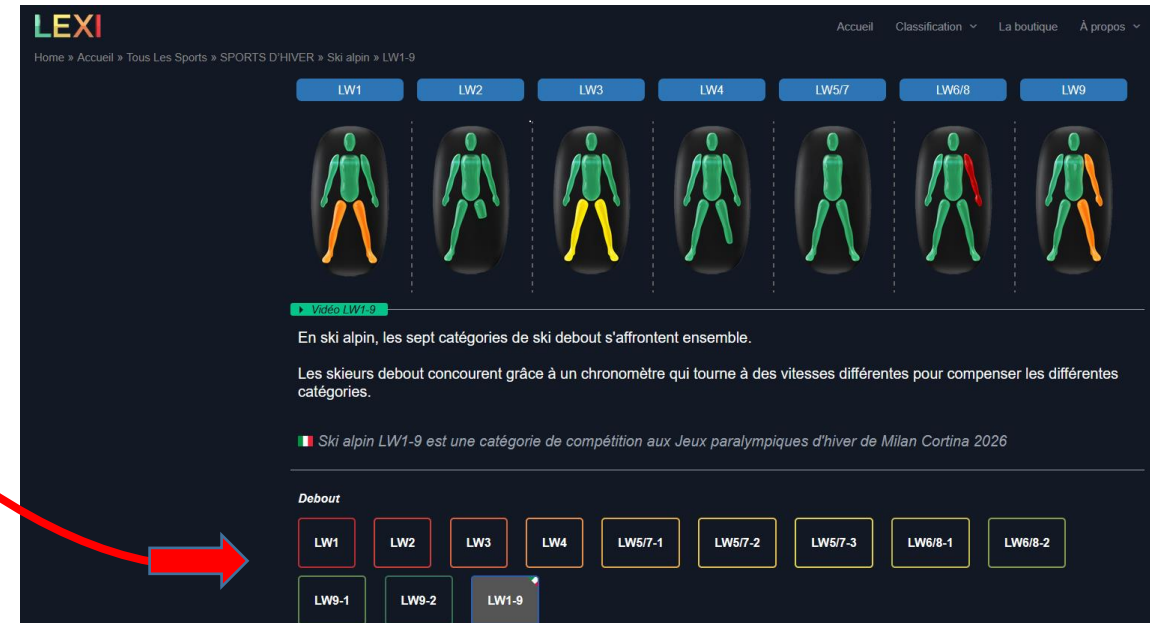 LEXI
Accueil Classification La boutique À propos
Home » Accueil » Tous Les Sports » SPORTS D'HIVER » Ski alpin » LW1-9
LW1 LW2 LW3 LW4 LW5/7 LW6/8 LW9
Vidéo LW1-9
En ski alpin, les sept catégories de ski debout s'affrontent ensemble.
Les skieurs debout concourent grâce à un chronomètre qui tourne à des vitesses différentes pour compenser les différentes
catégories.
Ski alpin LW1-9 est une catégorie de compétition aux Jeux paralympiques d'hiver de Milan Cortina 2026
Debout
LW1 LW2 LW3 LW4 LW5/7-1 LW5/7-2 LW5/7-3 LW6/8-1 LW6/8-2
LW9-1 LW9-2 LW1-9